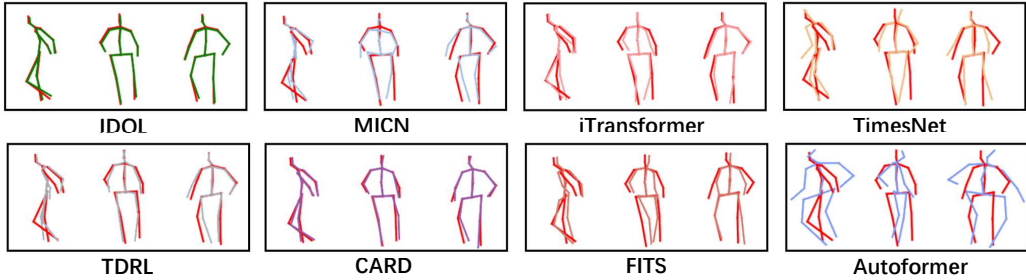 IDOL
MICN
iTransformer
TimesNet
TDRL
CARD
FITS
Autoformer